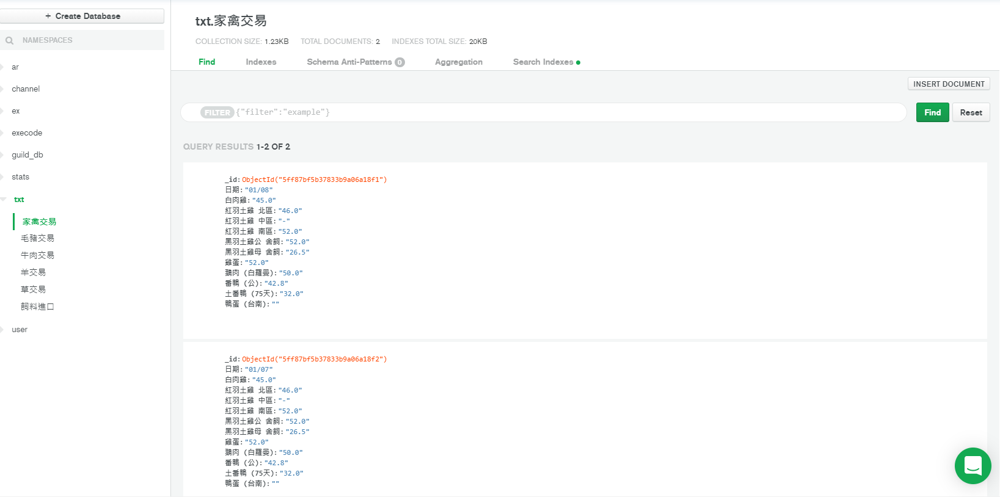 + Create Database
NAMESPACES
ar
channel
ex
execode
guild_db
stats
txt
家禽交易
毛豬交易
牛肉交易
羊交易
草交易
飼料進口
user
txt.家禽交易
COLLECTION SIZE: 1.23KB TOTAL DOCUMENTS: 2 INDEXES TOTAL SIZE: 20KB
Find Indexes Schema Anti-Patterns 0 Aggregation Search Indexes
INSERT DOCUMENT
FILTER {"filter":"example"} Find Reset
QUERY RESULTS 1-2 OF 2
_id:ObjectId("5ff87bf5b37833b9a06a18f1")
日期:"01/08"
白肉雞:"45.0"
紅羽土雞 北區:"46.0"
紅羽土雞 中區:"-"
紅羽土雞 南區:"52.0"
黑羽土雞公 舍飼:"52.0"
黑羽土雞母 舍飼:"26.5"
雞蛋:"52.0"
鵝肉 (白羅曼):"50.0"
番鴨 (公):"42.8"
土番鴨 (75天):"32.0"
鴨蛋 (台南):""
_id:ObjectId("5ff87bf5b37833b9a06a18f2")
日期:"01/07"
白肉雞:"45.0"
紅羽土雞 北區:"46.0"
紅羽土雞 中區:"-"
紅羽土雞 南區:"52.0"
黑羽土雞公 舍飼:"52.0"
黑羽土雞母 舍飼:"26.5"
雞蛋:"52.0"
鵝肉 (白羅曼):"50.0"
番鴨 (公):"42.8"
土番鴨 (75天):"32.0"
鴨蛋 (台南):""